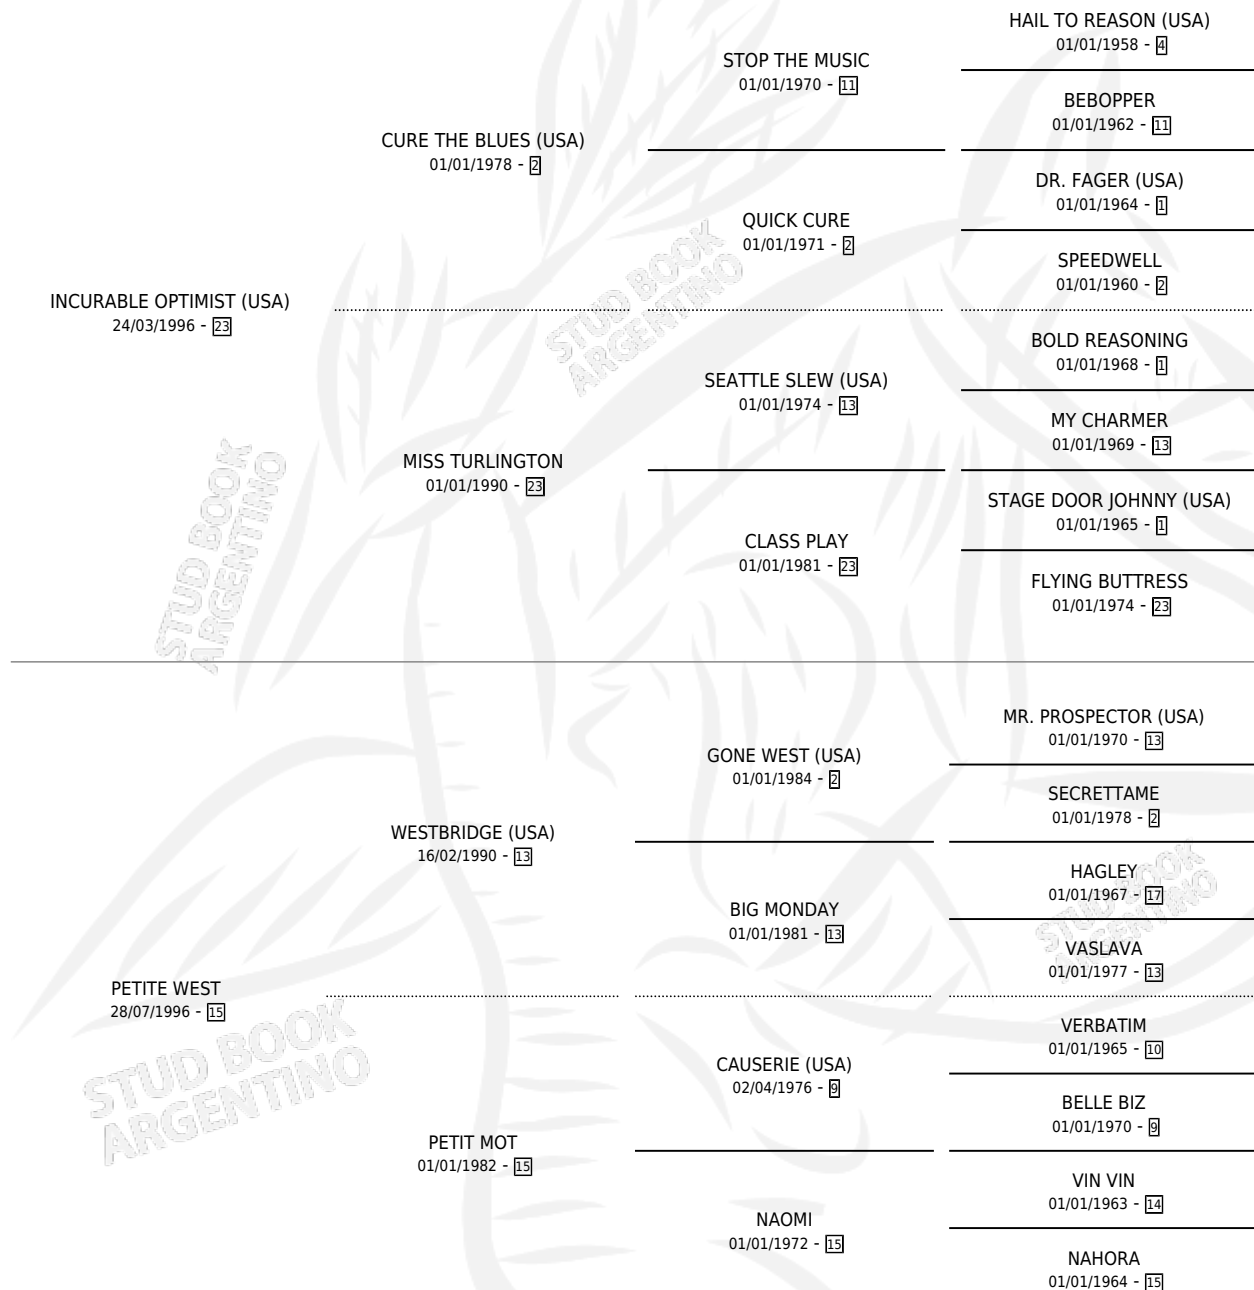 HAIL TO REASON (USA)
01/01/1958 - 4
STOP THE MUSIC
01/01/1970 - 11
BEBOPPER
01/01/1962 - 11
CURE THE BLUES (USA)
01/01/1978 - 2
DR. FAGER (USA)
01/01/1964 - 1
QUICK CURE
01/01/1971 - 2
SPEEDWELL
01/01/1960 - 2
INCURABLE OPTIMIST (USA)
24/03/1996 - 23
BOLD REASONING
01/01/1968 - 1
SEATTLE SLEW (USA)
01/01/1974 - 13
MY CHARMER
01/01/1969 - 13
MISS TURLINGTON
01/01/1990 - 23
STAGE DOOR JOHNNY (USA)
01/01/1965 - 1
CLASS PLAY
01/01/1981 - 23
FLYING BUTTRESS
01/01/1974 - 23
MR. PROSPECTOR (USA)
01/01/1970 - 13
GONE WEST (USA)
01/01/1984 - 2
SECRETTAME
01/01/1978 - 2
WESTBRIDGE (USA)
16/02/1990 - 13
HAGLEY
01/01/1967 - 17
BIG MONDAY
01/01/1981 - 13
VASLAVA
01/01/1977 - 13
PETITE WEST
28/07/1996 - 15
VERBATIM
01/01/1965 - 10
CAUSERIE (USA)
02/04/1976 - 9
BELLE BIZ
01/01/1970 - 9
PETIT MOT
01/01/1982 - 15
VIN VIN
01/01/1963 - 14
NAOMI
01/01/1972 - 15
NAHORA
01/01/1964 - 15
STUD BOOK
ARGENTINO
STUD BOOK
ARGENTINO
STUD BOOK
ARGENTINO
STUD BOOK
ARGENTINO